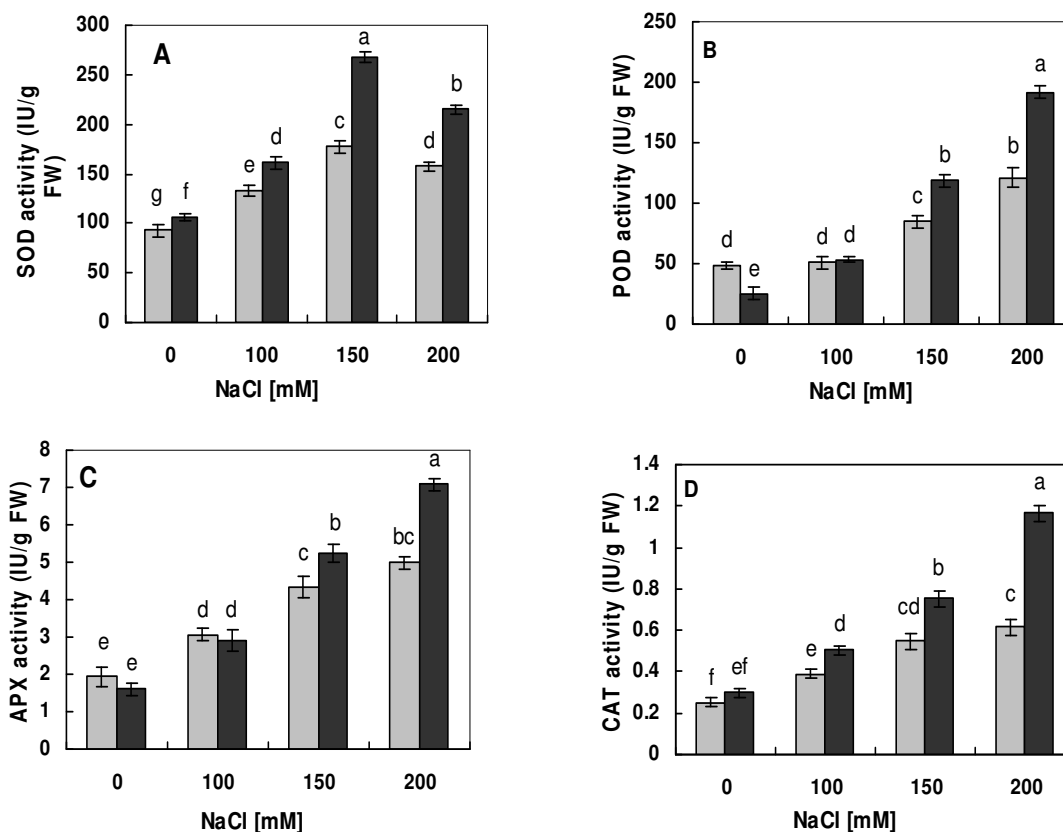 A
SOD activity (IU/g
FW)
300
250
200
150
100
50
0
g f e d c a d b
0 100 150 200
NaCl [mM]
B
POD activity (IU/g FW)
250
200
150
100
50
0
d e d d c b b a
0 100 150 200
NaCl [mM]
C
APX activity (IU/g FW)
8
7
6
5
4
3
2
1
0
e e d d c b bc a
0 100 150 200
NaCl [mM]
D
CAT activity (IU/g FW)
1.4
1.2
1
0.8
0.6
0.4
0.2
0
f ef e d cd b c a
0 100 150 200
NaCl [mM]